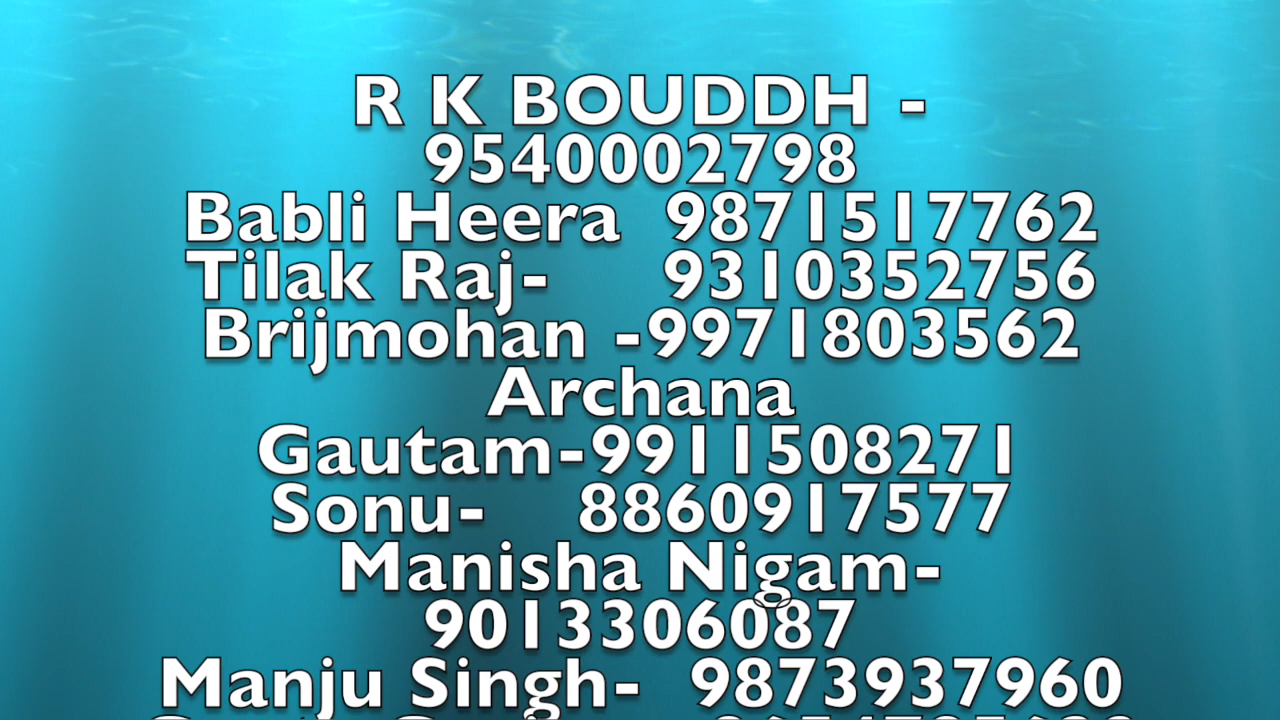 R K BOUDDH -
9540002798
Babli Heera 9871517762
Tilak Raj- 9310352756
Brijmohan -9971803562
Archana
Gautam-9911508271
Sonu- 8860917577
Manisha Nigam-
9013306087
Manju Singh- 9873937960